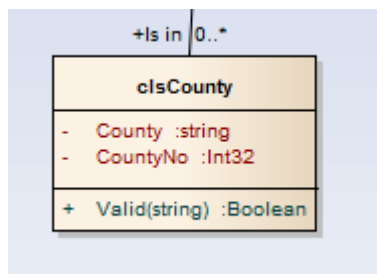 +Is in 0..*
clsCounty
- County :string
- CountyNo :Int32
+ Valid(string) :Boolean